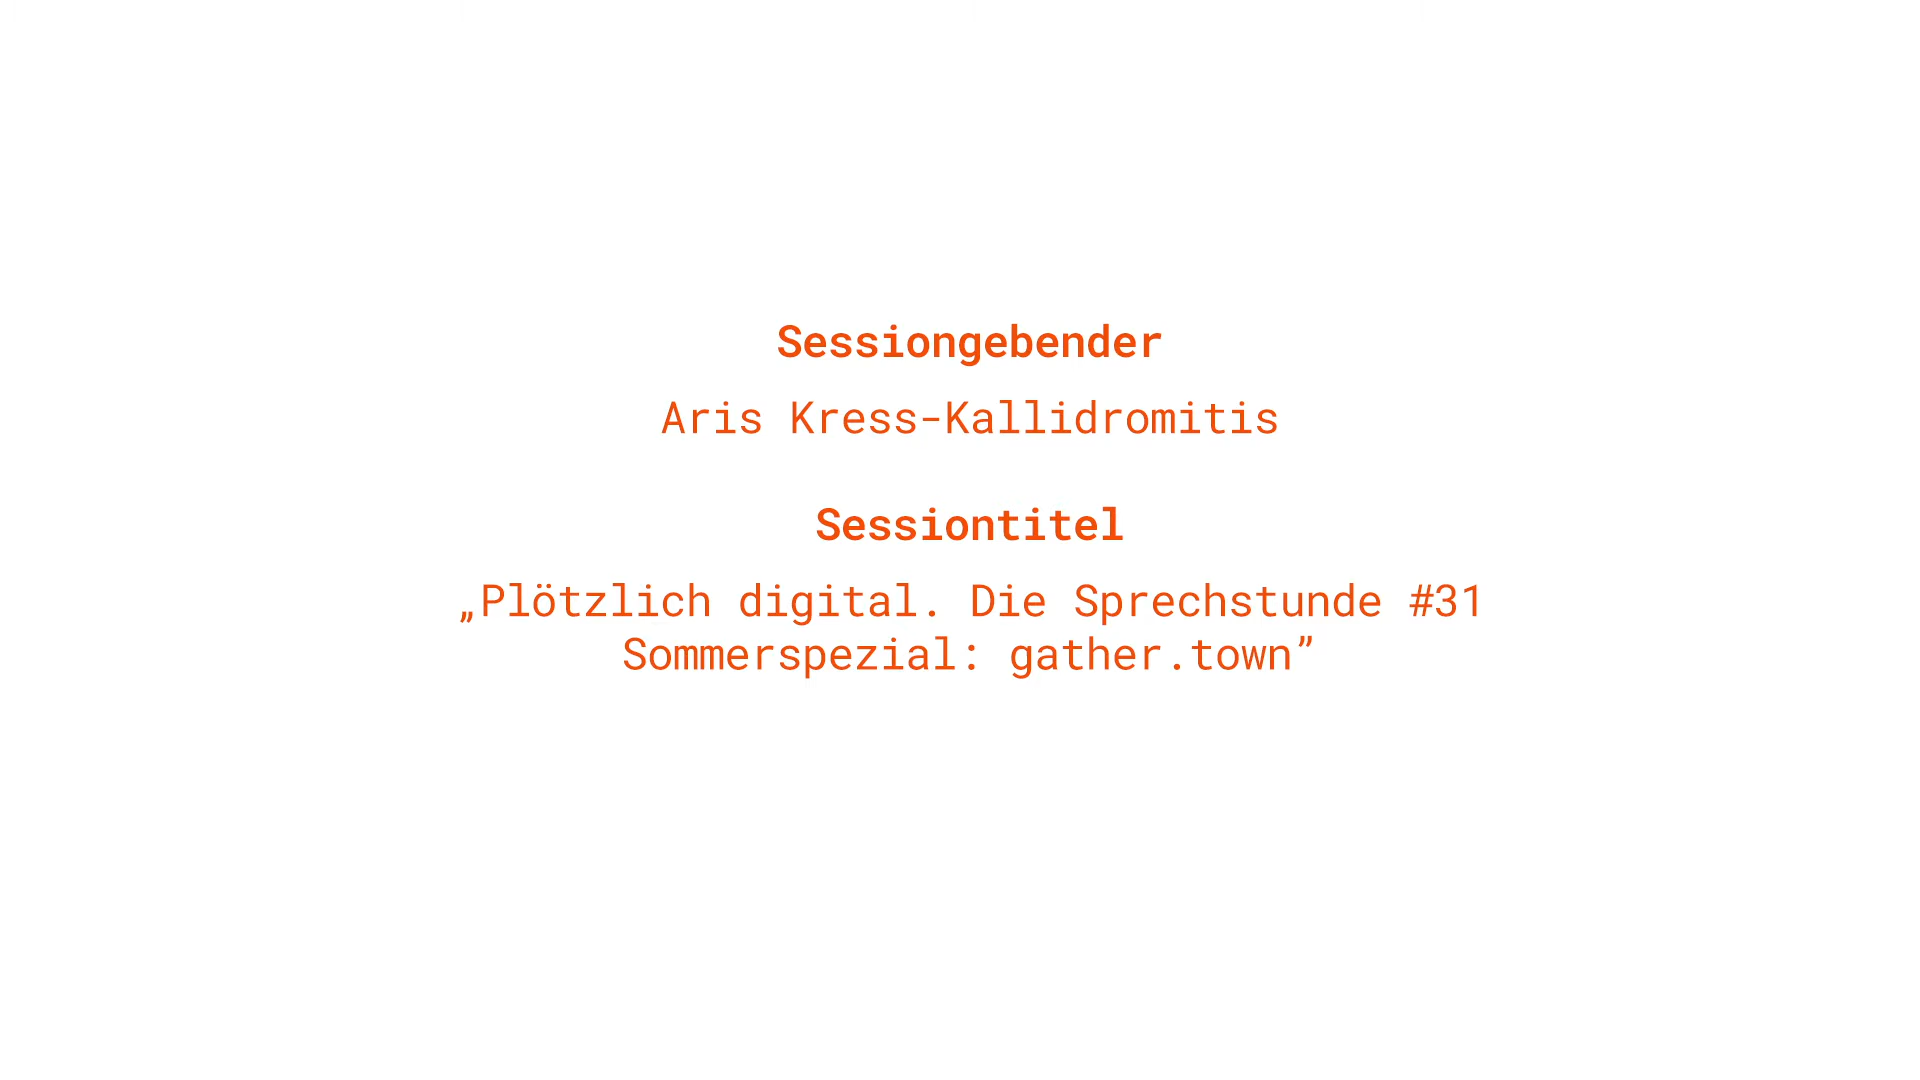 Sessiongebender
Aris Kress-Kallidromitis
Sessiontitel
„Plötzlich digital. Die Sprechstunde #31
Sommerspezial: gather.town”